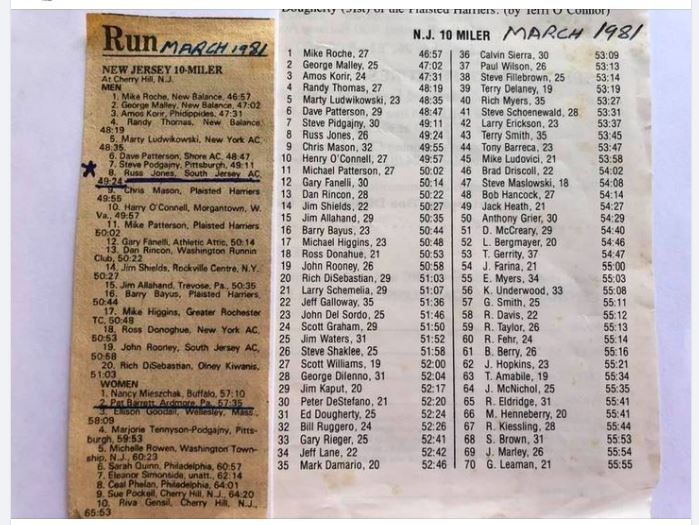 Run MARCH 1981
NEW JERSEY 10-MILER
At Cherry Hill, N.J.
MEN
1. Mike Roche, New Balance, 46:57
2. George Malley, New Balance, 47:02
3. Amos Korir, Phidippides, 47:31
4. Randy Thomas, New Balance,
48:19
5. Marty Ludwikowski, New York AC,
48:35
6. Dave Patterson, Shore AC, 48:47
7. Steve Podgajny, Pittsburgh, 49:11
8. Russ Jones, South Jersey AC,
49:24
9. Chris Mason, Plaisted Harriers
49:55
10. Harry O'Connell, Morgantown, W.
Va., 49:57
11. Mike Patterson, Plaisted Harriers
50:02
12. Gary Fanelli, Athletic Attic, 50:14
13. Dan Rincon, Washington Runnin
Club, 50:22
14. Jim Shields, Rockville Centre, N.Y.
50:27
15. Jim Allahand, Trevose, Pa., 50:35
16. Barry Bayus, Plaisted Harriers,
50:44
17. Mike Higgins, Greater Rochester
TC, 50:48
18. Ross Donoghue, New York AC,
50:53
19. John Roorley, South Jersey AC,
50:58
20. Rich DiSebastian, Olney Kiwanis,
51:03
WOMEN
1. Nancy Mieszchak, Buffalo, 57:10
2. Pat Barrett, Ardmore, Pa., 57:35
3. Ellison Goodall, Wellesley, Mass.,
58:09
4. Marjorie Tennyson-Podgajny, Pitts-
burgh, 59:53
5. Michelle Rowen, Washington Town-
ship, N.J., 60:23
6. Sarah Quinn, Philadelphia, 60:57
7. Eleanor Simonside, unatt., 62:14
8. Ceal Phelan, Philadelphia, 64:01
9. Sue Pockell, Cherry Hill, N.J., 64:20
10. Riva Gensil, Cherry Hill, N.J.,
65:53
Dougherty (31st) of the Plaisted Harriers. (by Terri O'Connor)
N.J. 10 MILER MARCH 1981
1 Mike Roche, 27 46:57
2 George Malley, 25 47:02
3 Amos Korir, 24 47:31
4 Randy Thomas, 27 48:19
5 Marty Ludwikowski, 23 48:35
6 Dave Patterson, 29 48:47
7 Steve Pidgajny, 30 49:11
8 Russ Jones, 26 49:24
9 Chris Mason, 32 49:55
10 Henry O'Connell, 27 49:57
11 Michael Patterson, 27 50:02
12 Gary Fanelli, 30 50:14
13 Dan Rincon, 28 50:22
14 Jim Shields, 22 50:27
15 Jim Allahand, 29 50:35
16 Barry Bayus, 23 50:44
17 Michael Higgins, 23 50:48
18 Ross Donahue, 21 50:53
19 John Rooney, 26 50:58
20 Rich DiSebastian, 29 51:03
21 Larry Schemelia, 29 51:07
22 Jeff Galloway, 35 51:36
23 John Del Sordo, 25 51:46
24 Scott Graham, 29 51:50
25 Jim Waters, 31 51:52
26 Steve Shaklee, 25 51:58
27 Scott Williams, 19 52:00
28 George Dilenno, 31 52:04
29 Jim Kaput, 20 52:17
30 Peter DeStefano, 21 52:20
31 Ed Dougherty, 25 52:24
32 Bill Ruggero, 24 52:26
33 Gary Rieger, 25 52:41
34 Jeff Lane, 22 52:42
35 Mark Damario, 20 52:46
36 Calvin Sierra, 30 53:09
37 Paul Wilson, 26 53:13
38 Steve Fillebrown, 25 53:14
39 Terry Delaney, 19 53:19
40 Rich Myers, 35 53:27
41 Steve Schoenewald, 28 53:31
42 Larry Erickson, 23 53:37
43 Terry Smith, 35 53:45
44 Tony Barreca, 23 53:47
45 Mike Ludovici, 21 53:58
46 Brad Driscoll, 22 54:02
47 Steve Maslowski, 18 54:08
48 Bob Hancock, 27 54:14
49 Jack Heath, 21 54:27
50 Anthony Grier, 30 54:29
51 D. McCreary, 29 54:40
52 L. Bergmayer, 20 54:46
53 T. Gerrity, 37 54:47
54 J. Farina, 21 55:00
55 E. Myers, 34 55:03
56 K. Underwood, 33 55:08
57 G. Smith, 25 55:11
58 R. Davis, 22 55:12
59 R. Taylor, 26 55:13
60 R. Fehr, 24 55:14
61 B. Berry, 26 55:16
62 J. Hopkins, 23 55:21
63 T. Amabile, 19 55:34
64 J. McNichol, 25 55:35
65 R. Eldridge, 31 55:41
66 M. Henneberry, 20 55:41
67 R. Kiessling, 28 55:44
68 S. Brown, 31 55:53
69 J. Marley, 26 55:54
70 G. Leaman, 21 55:55